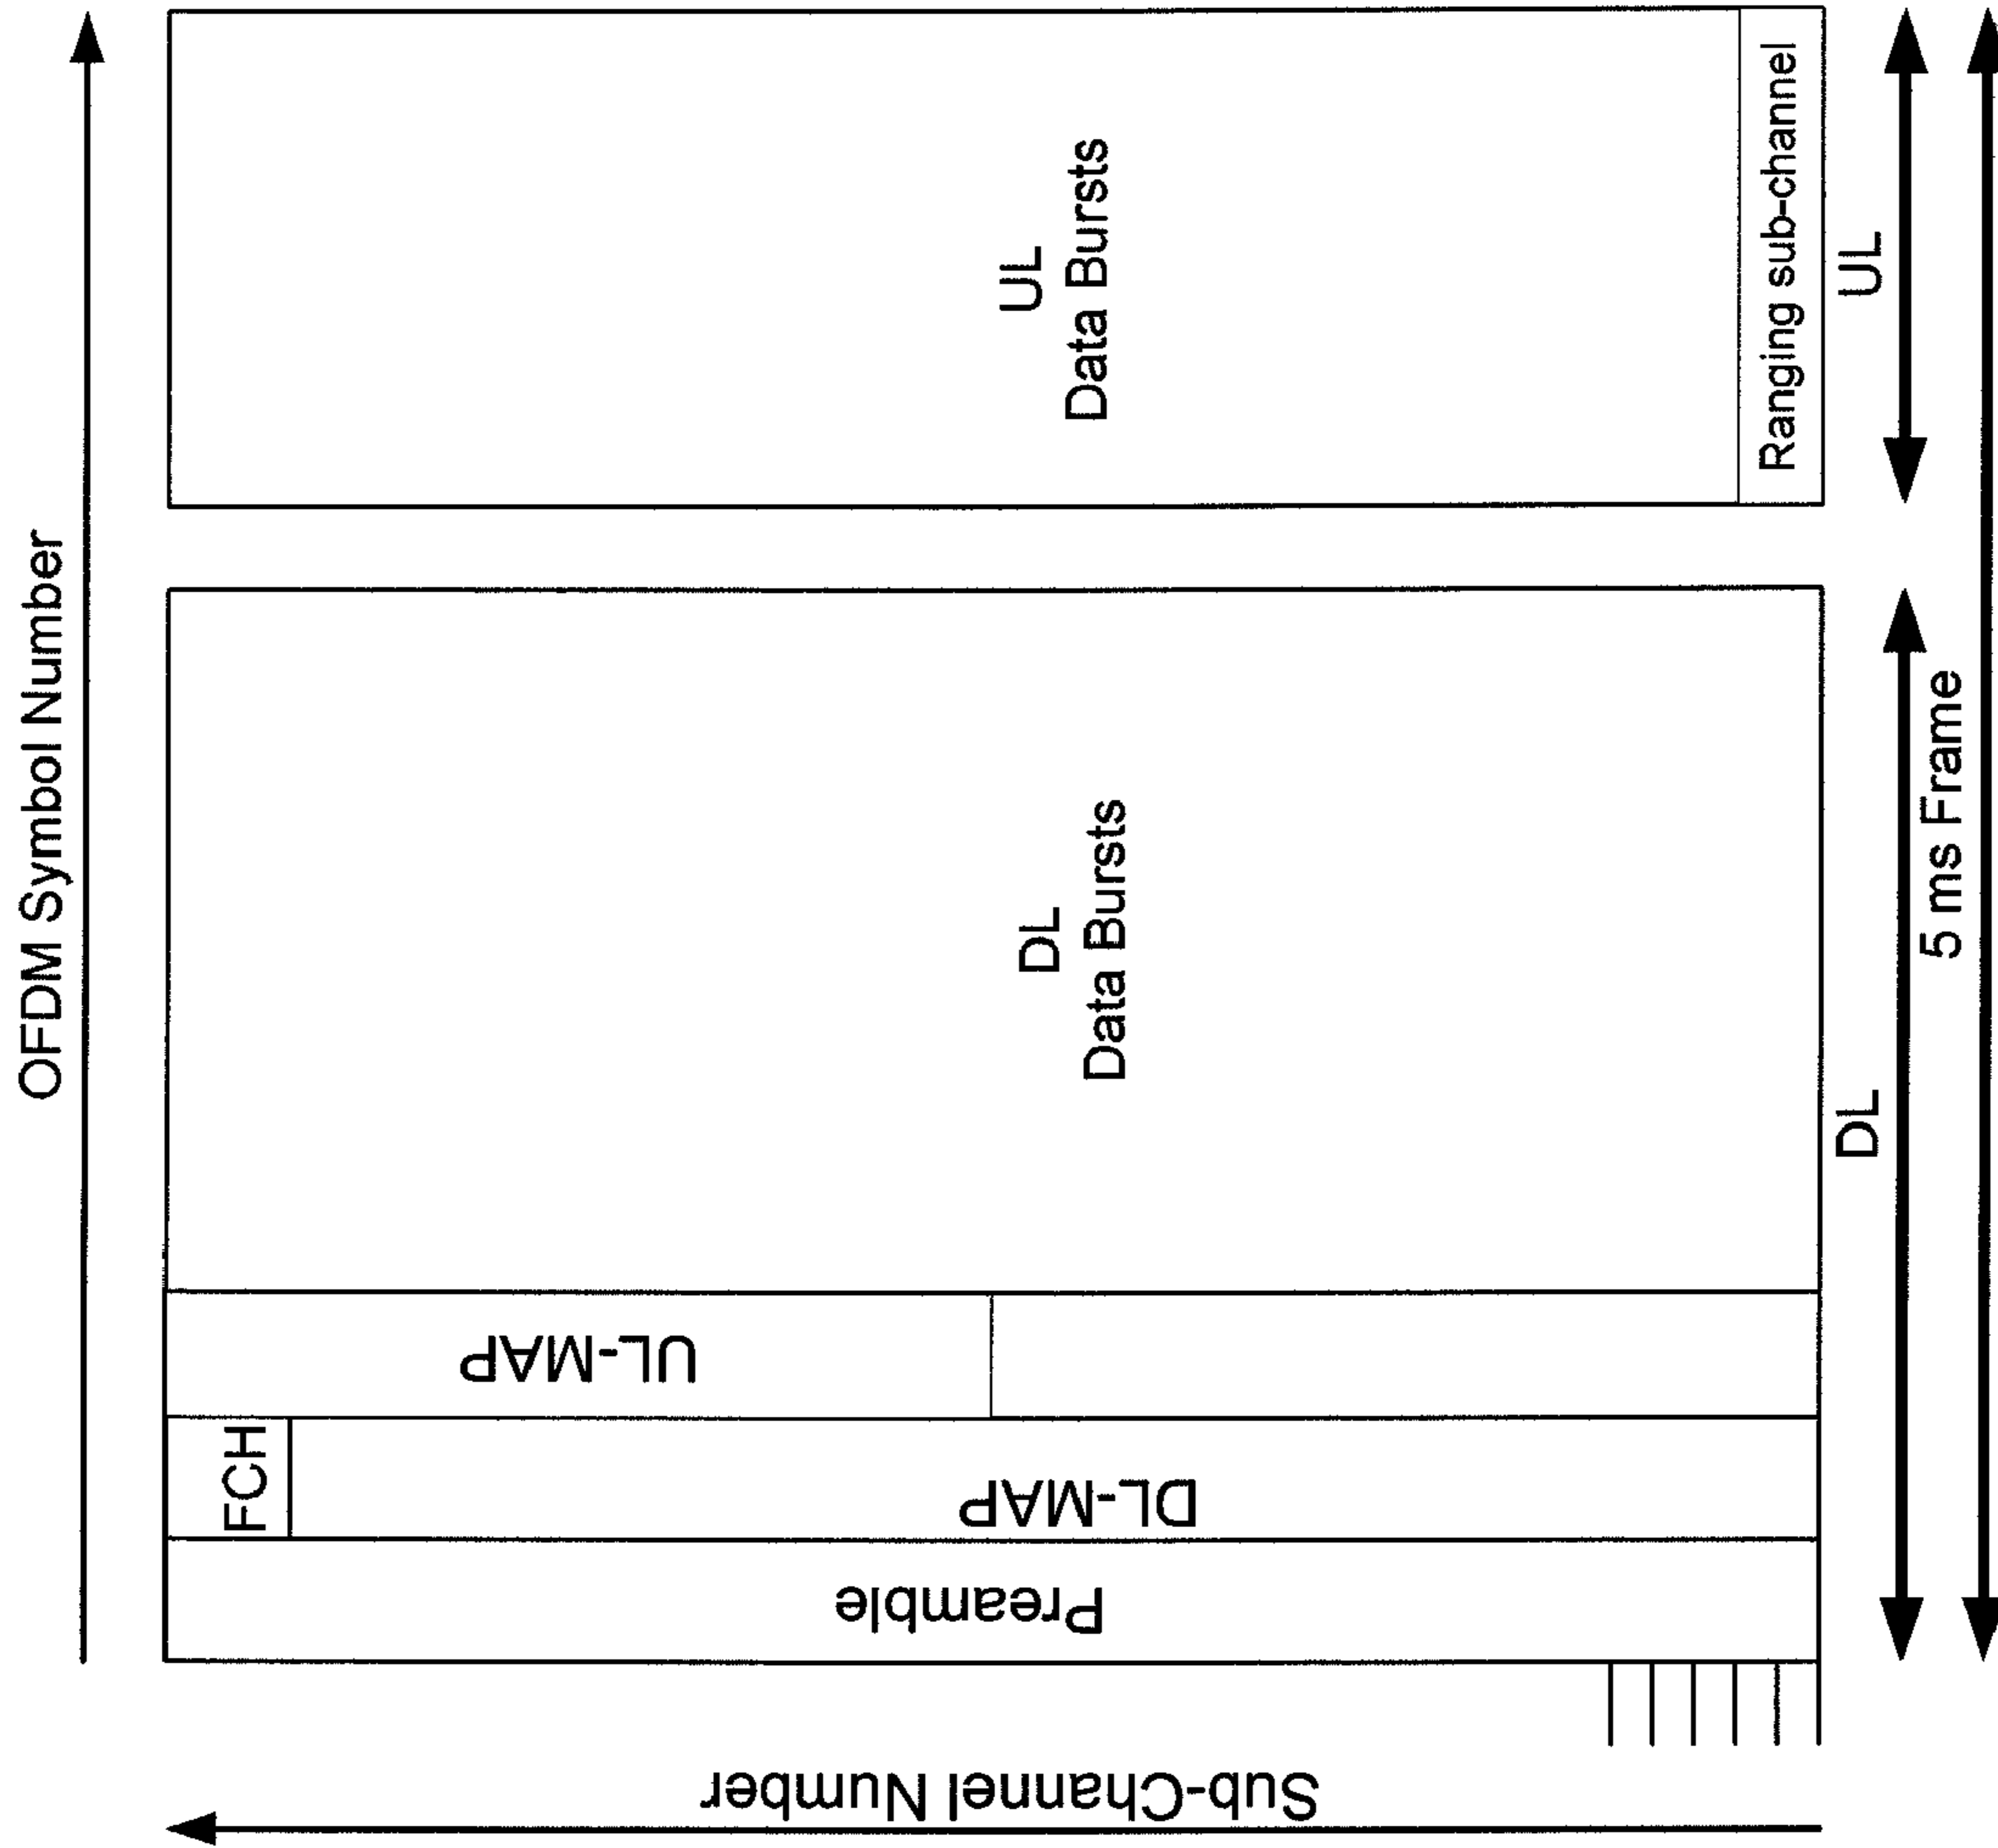 OFDM Symbol Number
Sub-Channel Number
Preamble
FCH
DL-MAP
UL-MAP
DL
Data Bursts
UL
Data Bursts
Ranging sub-channel
DL
UL
5 ms Frame